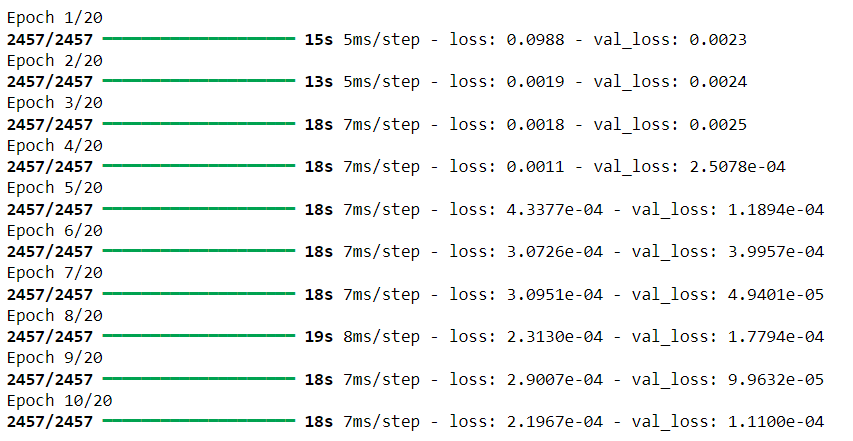 Epoch 1/20
2457/2457 ━━━━━━━━━━━━━━━━━━━━ 15s 5ms/step - loss: 0.0988 - val_loss: 0.0023
Epoch 2/20
2457/2457 ━━━━━━━━━━━━━━━━━━━━ 13s 5ms/step - loss: 0.0019 - val_loss: 0.0024
Epoch 3/20
2457/2457 ━━━━━━━━━━━━━━━━━━━━ 18s 7ms/step - loss: 0.0018 - val_loss: 0.0025
Epoch 4/20
2457/2457 ━━━━━━━━━━━━━━━━━━━━ 18s 7ms/step - loss: 0.0011 - val_loss: 2.5078e-04
Epoch 5/20
2457/2457 ━━━━━━━━━━━━━━━━━━━━ 18s 7ms/step - loss: 4.3377e-04 - val_loss: 1.1894e-04
Epoch 6/20
2457/2457 ━━━━━━━━━━━━━━━━━━━━ 18s 7ms/step - loss: 3.0726e-04 - val_loss: 3.9957e-04
Epoch 7/20
2457/2457 ━━━━━━━━━━━━━━━━━━━━ 18s 7ms/step - loss: 3.0951e-04 - val_loss: 4.9401e-05
Epoch 8/20
2457/2457 ━━━━━━━━━━━━━━━━━━━━ 19s 8ms/step - loss: 2.3130e-04 - val_loss: 1.7794e-04
Epoch 9/20
2457/2457 ━━━━━━━━━━━━━━━━━━━━ 18s 7ms/step - loss: 2.9007e-04 - val_loss: 9.9632e-05
Epoch 10/20
2457/2457 ━━━━━━━━━━━━━━━━━━━━ 18s 7ms/step - loss: 2.1967e-04 - val_loss: 1.1100e-04